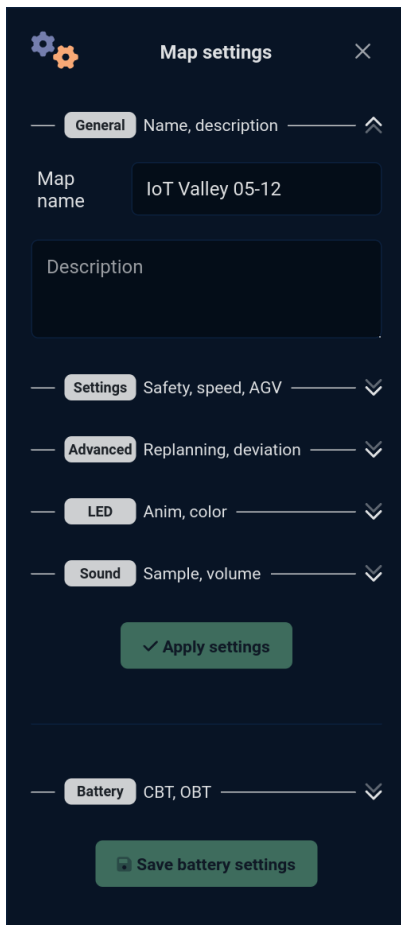 Map settings
General Name, description
Map
name
IoT Valley 05-12
Description
Settings Safety, speed, AGV
Advanced Replanning, deviation
LED Anim, color
Sound Sample, volume
Apply settings
Battery CBT, OBT
Save battery settings